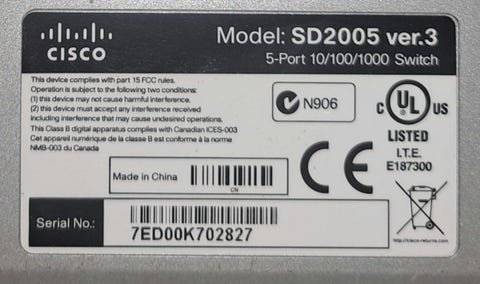 CISCO
Model: SD2005 ver.3
5-Port 10/100/1000 Switch
This device complies with part 15 FCC rules.
Operation is subject to the following two conditions:
(1) this device may not cause harmful interference
(2) this device must accept any interference received
including interference that may cause undesired operations.
This Class B digital apparatus complies with Canadian ICES-003
Cet appareil numérique de la classe B est conforme à la norme
NMB-003 du Canada
N906
C UL US
LISTED
I.T.E.
E187300
Made in China
CN
CE
Serial No.:
7ED00K702827
http://cisco-returns.com/